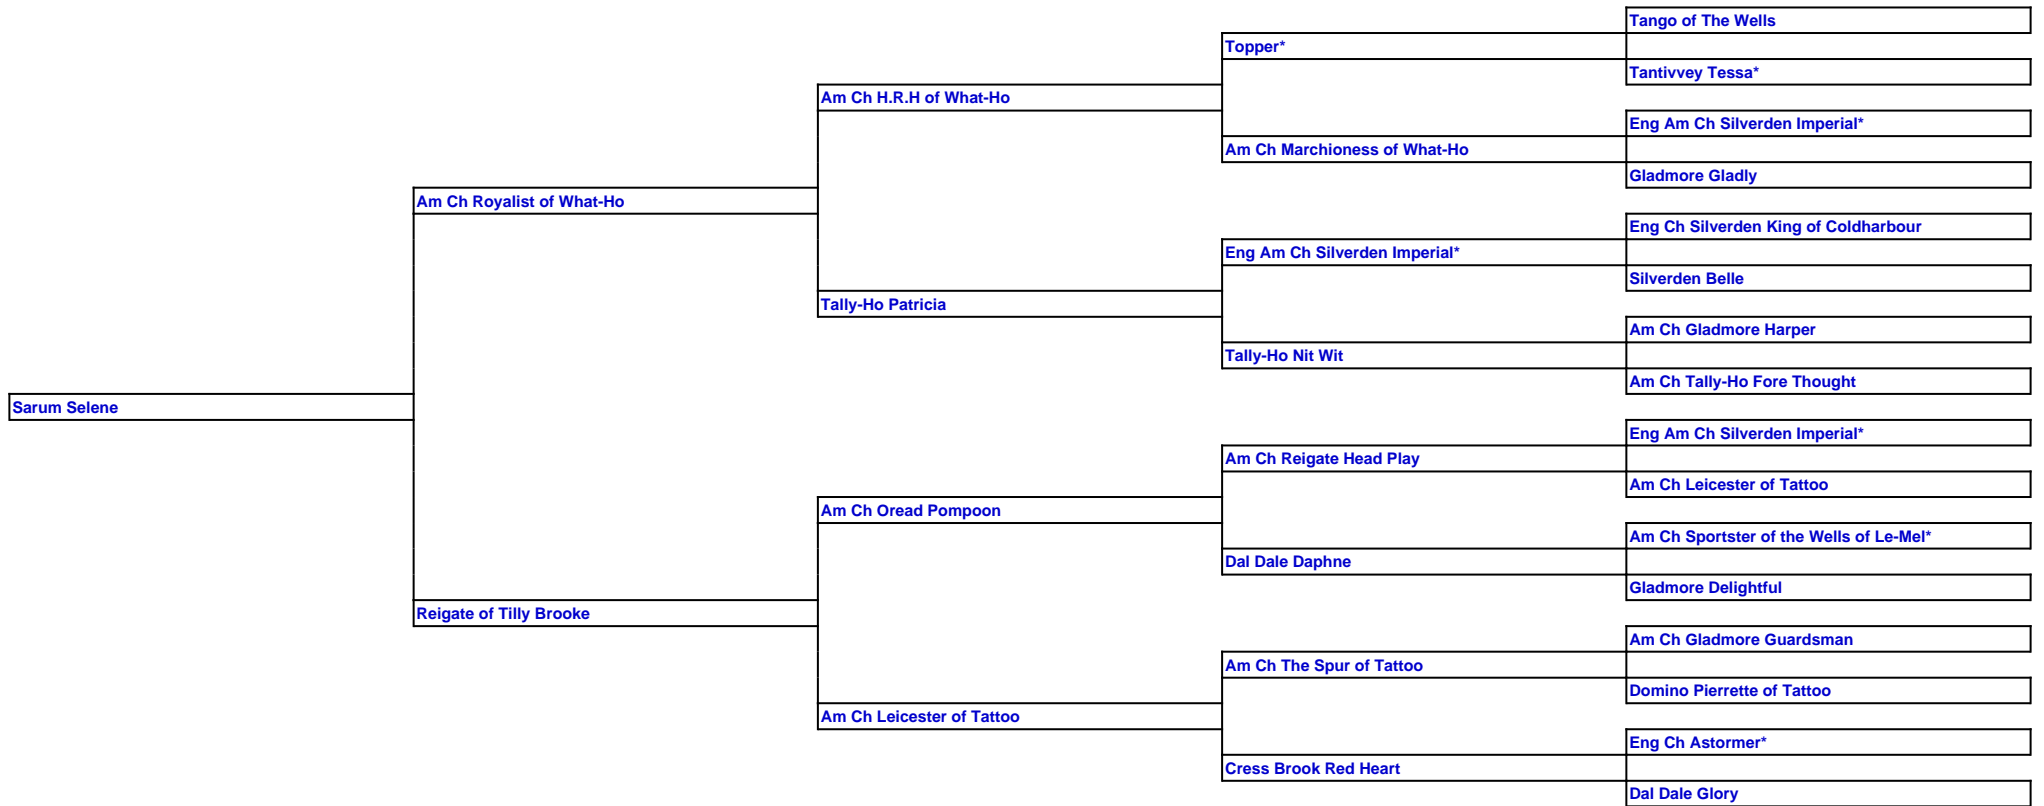 Tango of The Wells
Topper*
Tantivvey Tessa*
Am Ch H.R.H of What-Ho
Eng Am Ch Silverden Imperial*
Am Ch Marchioness of What-Ho
Gladmore Gladly
Am Ch Royalist of What-Ho
Eng Ch Silverden King of Coldharbour
Eng Am Ch Silverden Imperial*
Silverden Belle
Tally-Ho Patricia
Am Ch Gladmore Harper
Tally-Ho Nit Wit
Am Ch Tally-Ho Fore Thought
Sarum Selene
Eng Am Ch Silverden Imperial*
Am Ch Reigate Head Play
Am Ch Leicester of Tattoo
Am Ch Oread Pompoon
Am Ch Sportster of the Wells of Le-Mel*
Dal Dale Daphne
Gladmore Delightful
Reigate of Tilly Brooke
Am Ch Gladmore Guardsman
Am Ch The Spur of Tattoo
Domino Pierrette of Tattoo
Am Ch Leicester of Tattoo
Eng Ch Astormer*
Cress Brook Red Heart
Dal Dale Glory